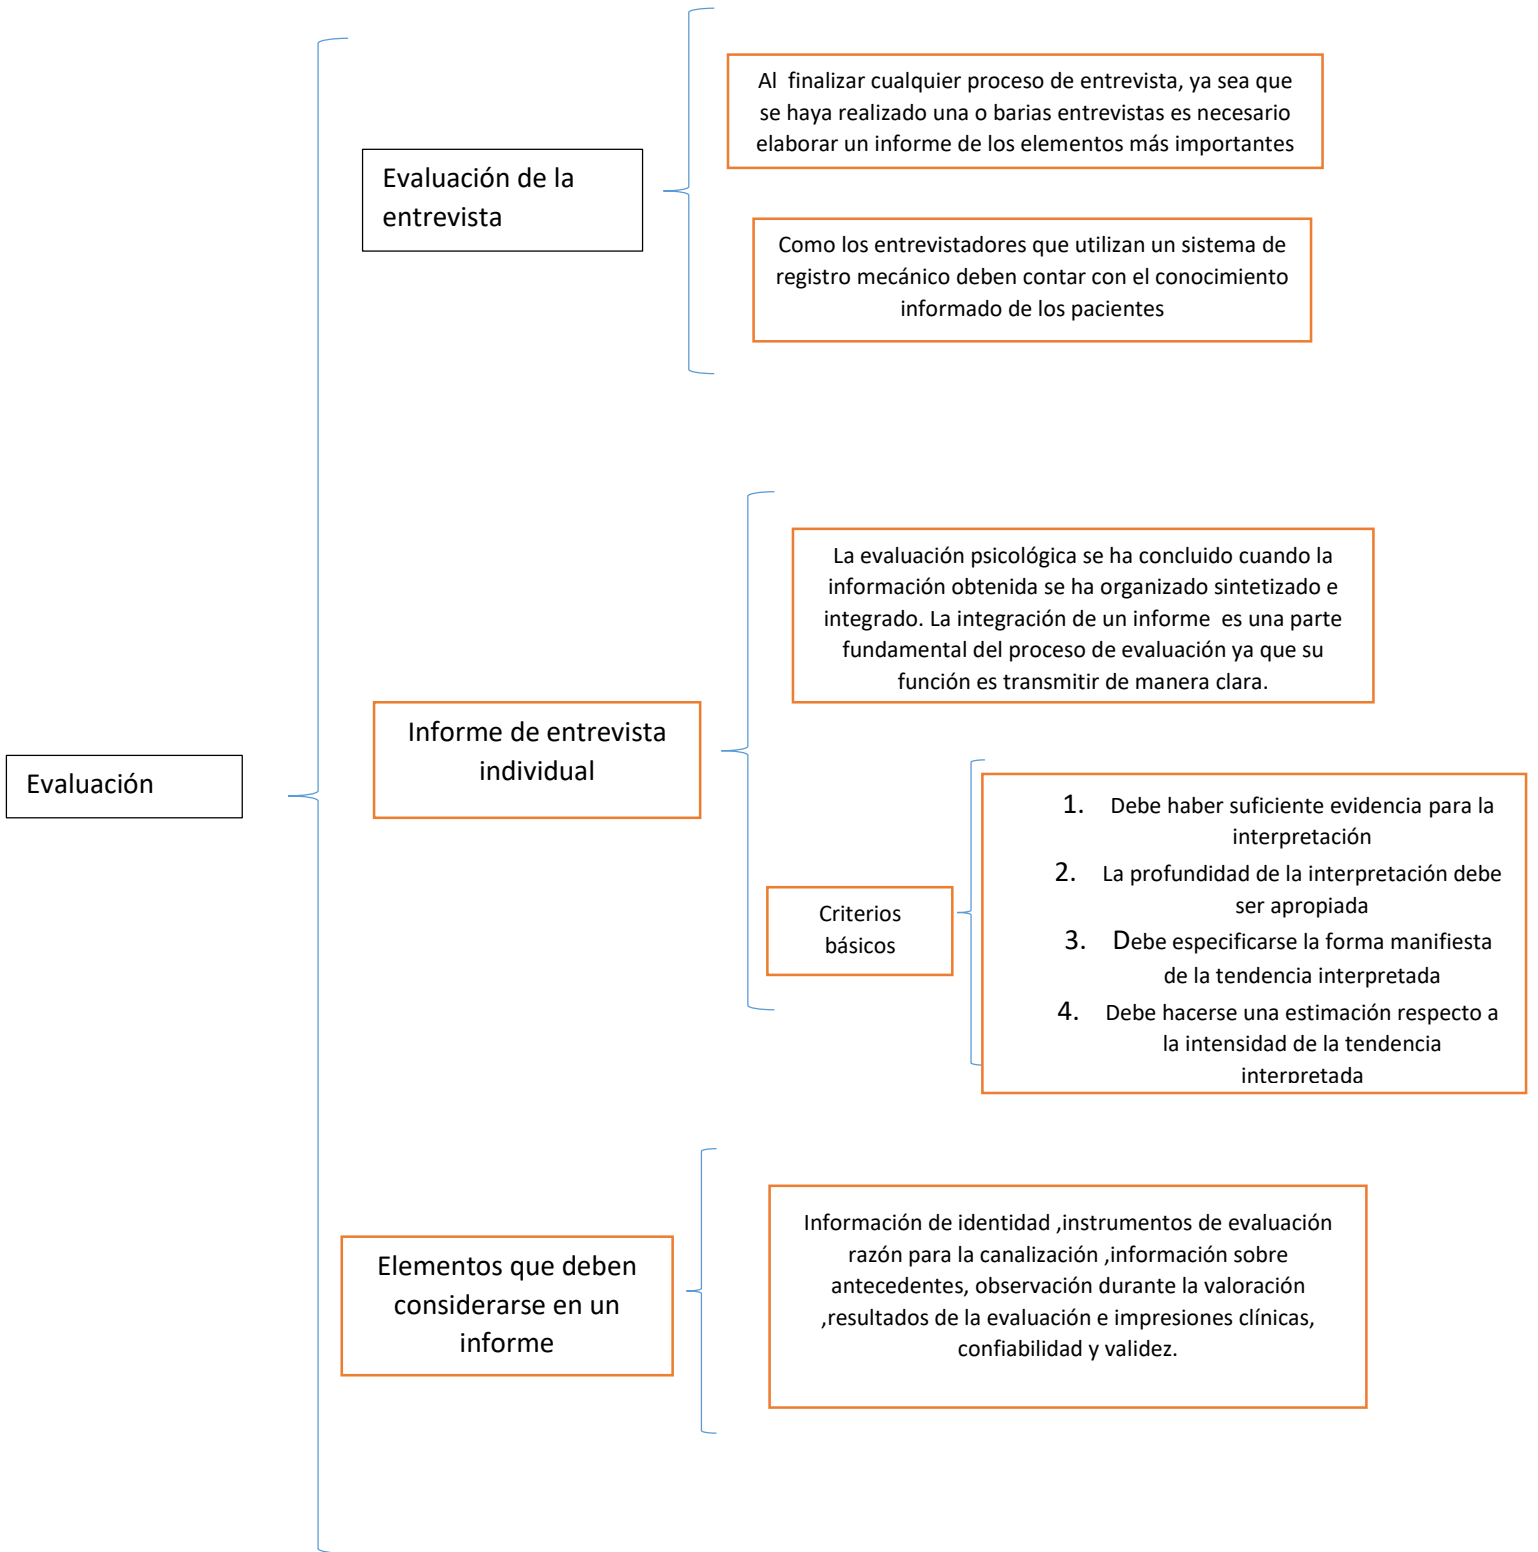 Evaluación
Evaluación de la
entrevista
Al  finalizar cualquier proceso de entrevista, ya sea que
se haya realizado una o barias entrevistas es necesario
elaborar un informe de los elementos más importantes
Como los entrevistadores que utilizan un sistema de
registro mecánico deben contar con el conocimiento
informado de los pacientes
Informe de entrevista
individual
La evaluación psicológica se ha concluido cuando la
información obtenida se ha organizado sintetizado e
integrado. La integración de un informe  es una parte
fundamental del proceso de evaluación ya que su
función es transmitir de manera clara.
Criterios
básicos
1. Debe haber suficiente evidencia para la
interpretación
2. La profundidad de la interpretación debe
ser apropiada
3. Debe especificarse la forma manifiesta
de la tendencia interpretada
4. Debe hacerse una estimación respecto a
la intensidad de la tendencia
interpretada
Elementos que deben
considerarse en un
informe
Información de identidad ,instrumentos de evaluación
razón para la canalización ,información sobre
antecedentes, observación durante la valoración
,resultados de la evaluación e impresiones clínicas,
confiabilidad y validez.